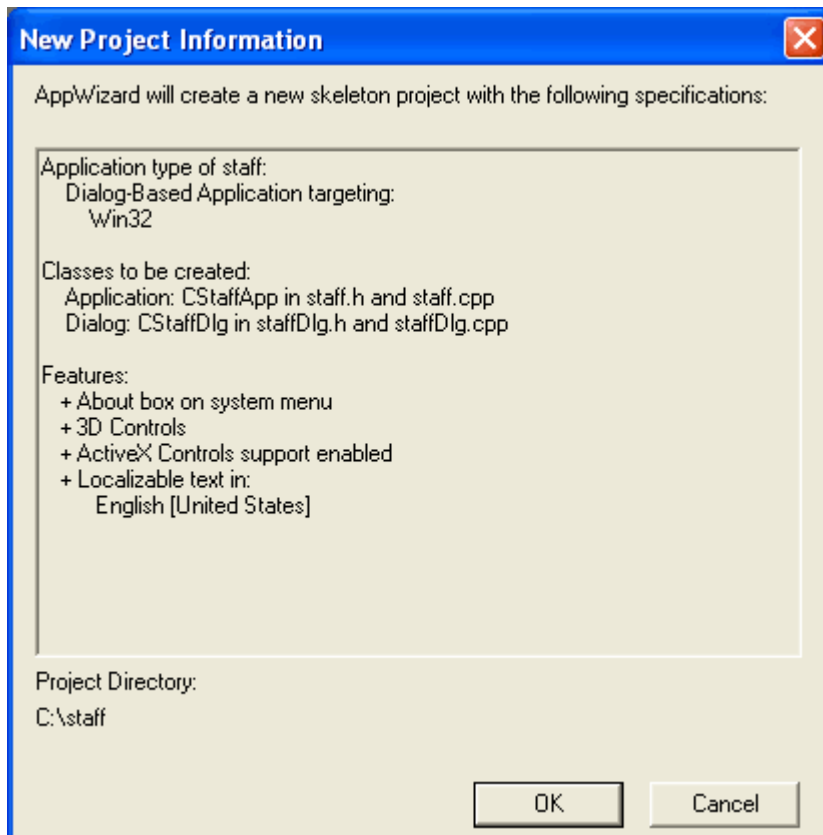 New Project Information
AppWizard will create a new skeleton project with the following specifications:
Application type of staff:
Dialog-Based Application targeting:
Win32
Classes to be created:
Application: CStaffApp in staff.h and staff.cpp
Dialog: CStaffDlg in staffDlg.h and staffDlg.cpp
Features:
+ About box on system menu
+ 3D Controls
+ ActiveX Controls support enabled
+ Localizable text in:
English [United States]
Project Directory:
C:\staff
OK Cancel